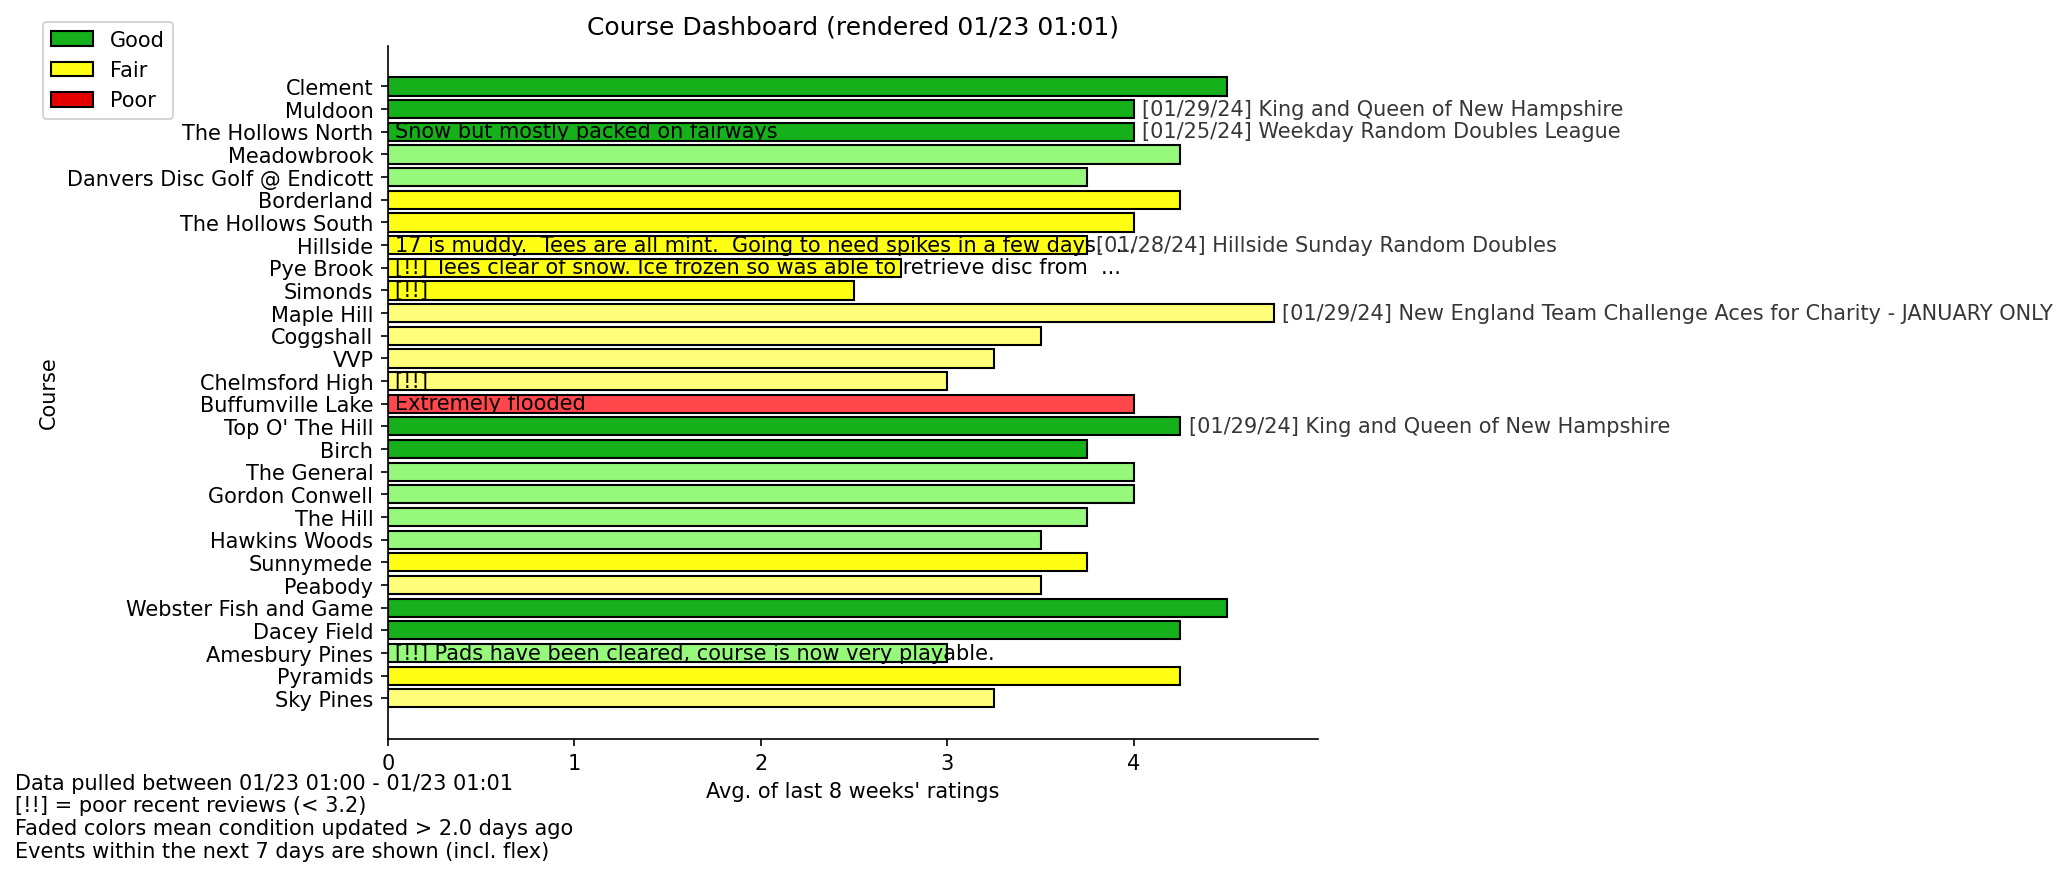 Course Dashboard (rendered 01/23 01:01)
Good
Fair
Poor
Clement
Muldoon [01/29/24] King and Queen of New Hampshire
The Hollows North Snow but mostly packed on fairways [01/25/24] Weekday Random Doubles League
Meadowbrook
Danvers Disc Golf @ Endicott
Borderland
The Hollows South
Hillside 17 is muddy.  Tees are all mint.  Going to need spikes in a few days. ... [01/28/24] Hillside Sunday Random Doubles
Pye Brook [!!] Tees clear of snow. Ice frozen so was able to retrieve disc from  ...
Simonds [!!]
Maple Hill [01/29/24] New England Team Challenge Aces for Charity - JANUARY ONLY
Coggshall
VVP
Chelmsford High [!!]
Buffumville Lake Extremely flooded
Top O' The Hill [01/29/24] King and Queen of New Hampshire
Birch
The General
Gordon Conwell
The Hill
Hawkins Woods
Sunnymede
Peabody
Webster Fish and Game
Dacey Field
Amesbury Pines [!!] Pads have been cleared, course is now very playable.
Pyramids
Sky Pines
Course
0 1 2 3 4
Avg. of last 8 weeks' ratings
Data pulled between 01/23 01:00 - 01/23 01:01
[!!] = poor recent reviews (< 3.2)
Faded colors mean condition updated > 2.0 days ago
Events within the next 7 days are shown (incl. flex)